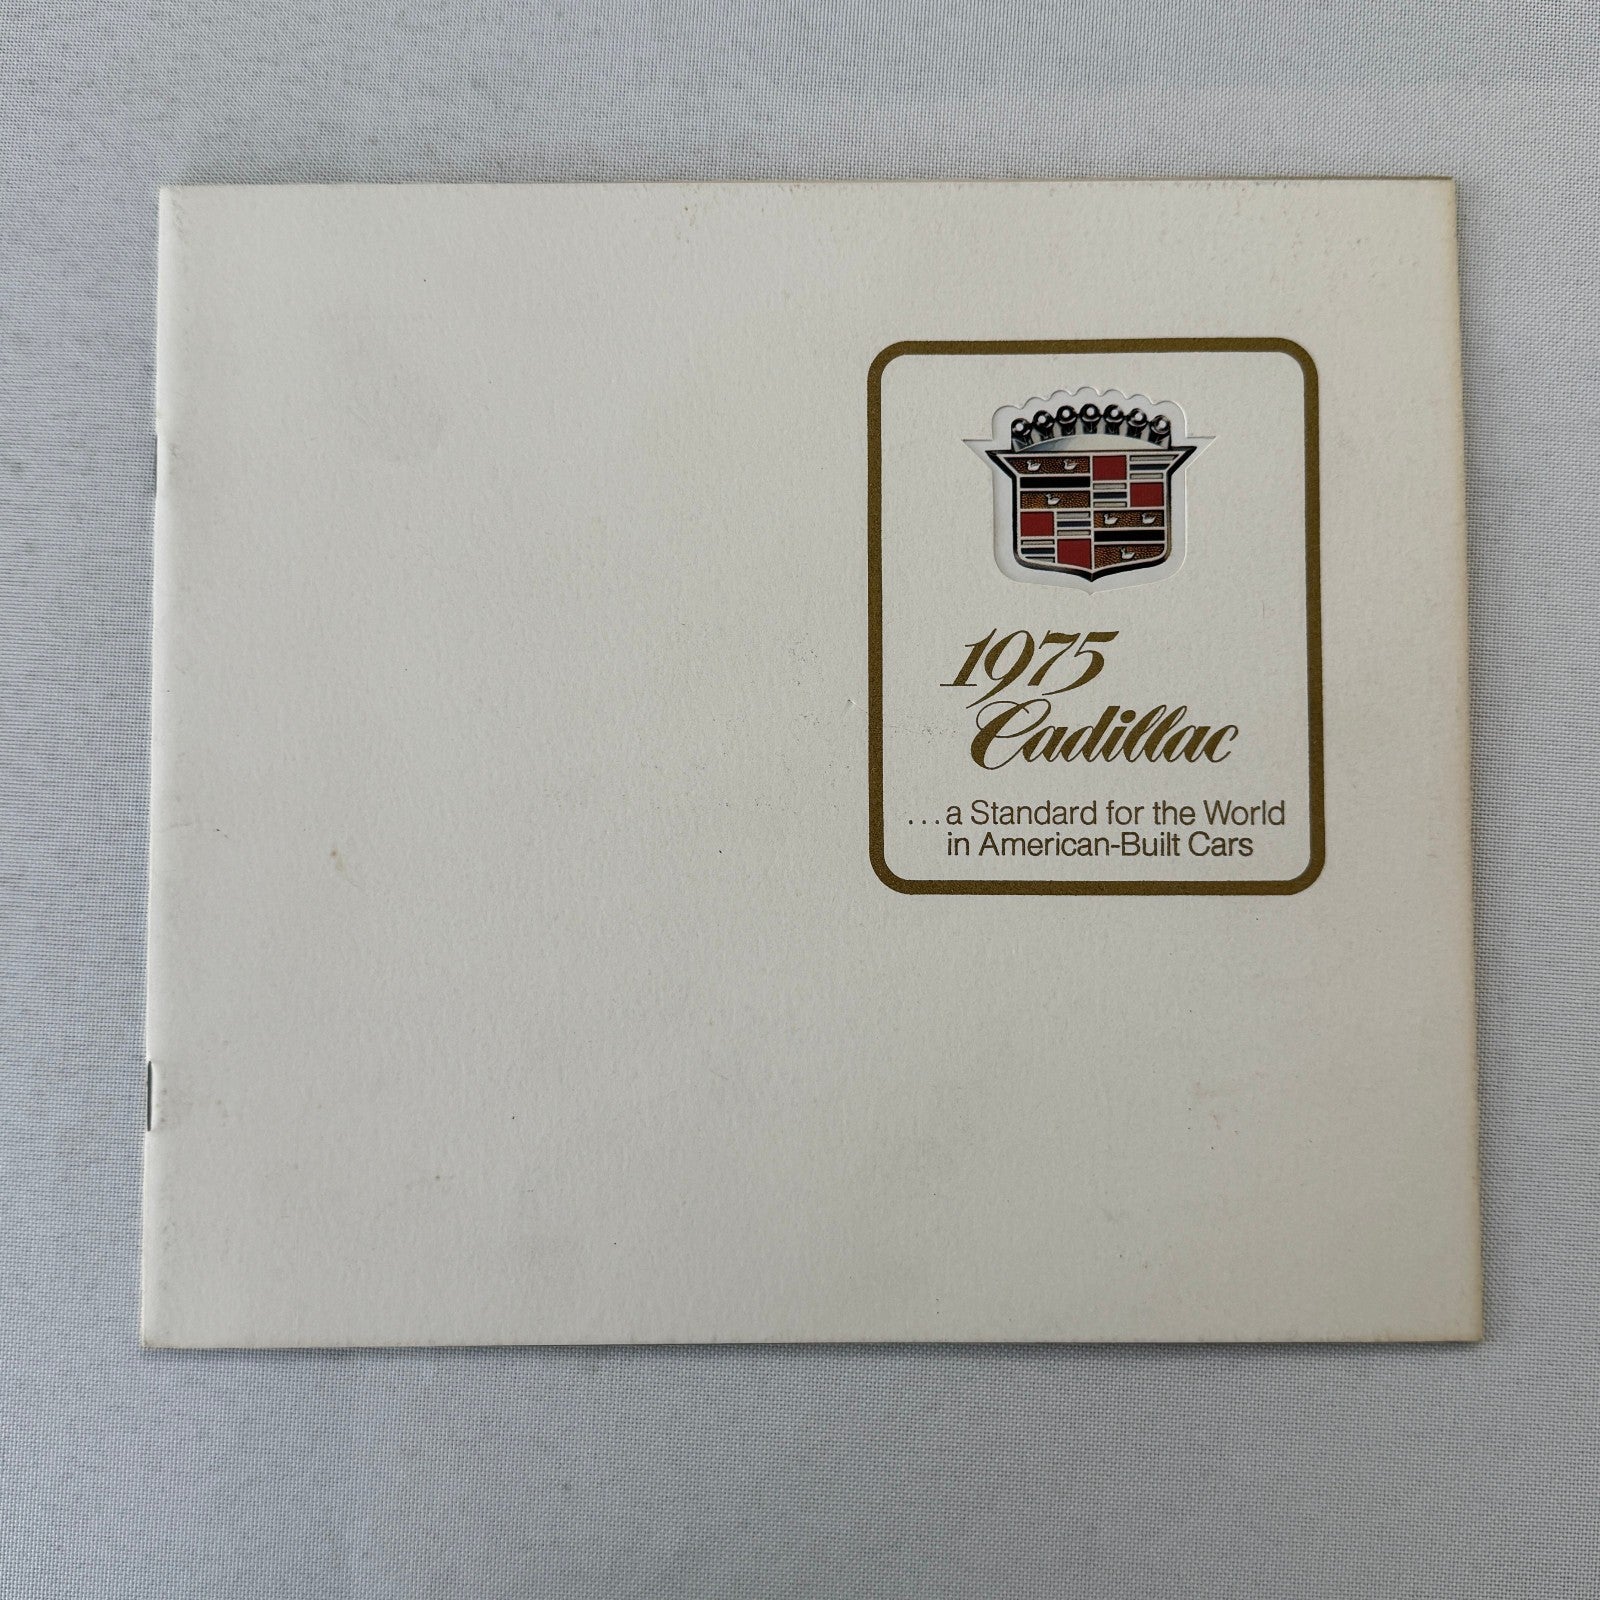 1975
Cadillac
...a Standard for the World
in American-Built Cars